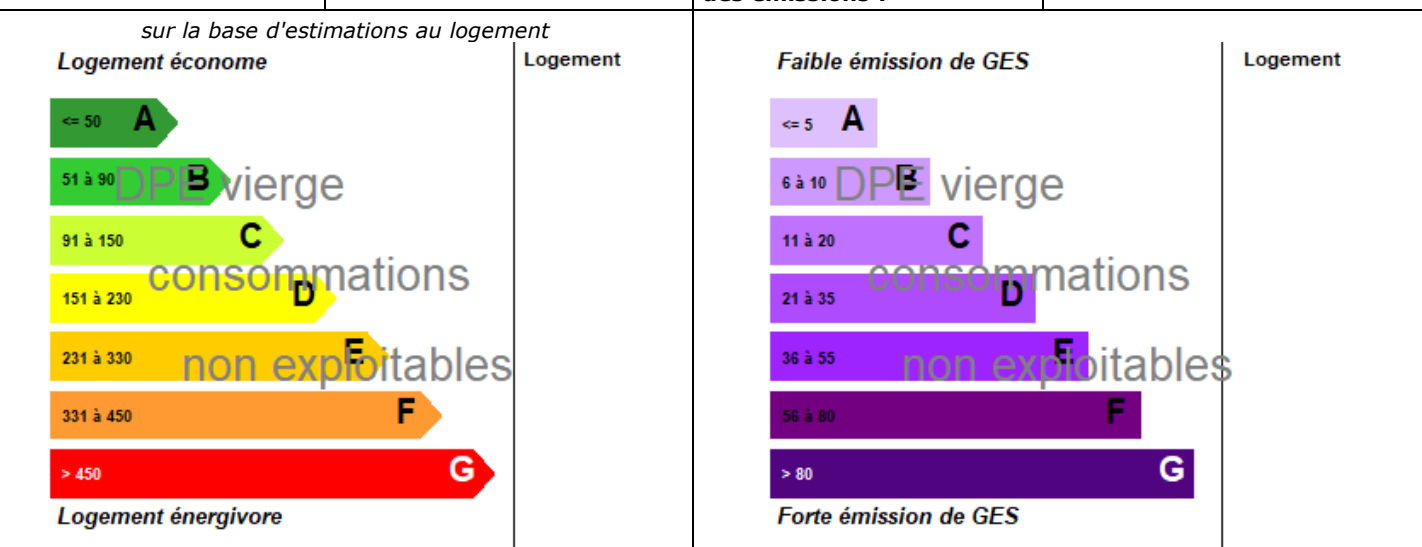 des émissions :
sur la base d'estimations au logement
Logement économe
Logement
<= 50 A
51 à 90 B
91 à 150 C
151 à 230 D
231 à 330 E
331 à 450 F
> 450 G
Logement énergivore
DPE vierge
consommations
non exploitables
Faible émission de GES
Logement
<= 5 A
6 à 10 B
11 à 20 C
21 à 35 D
36 à 55 E
56 à 80 F
> 80 G
Forte émission de GES
DPE vierge
consommations
non exploitables